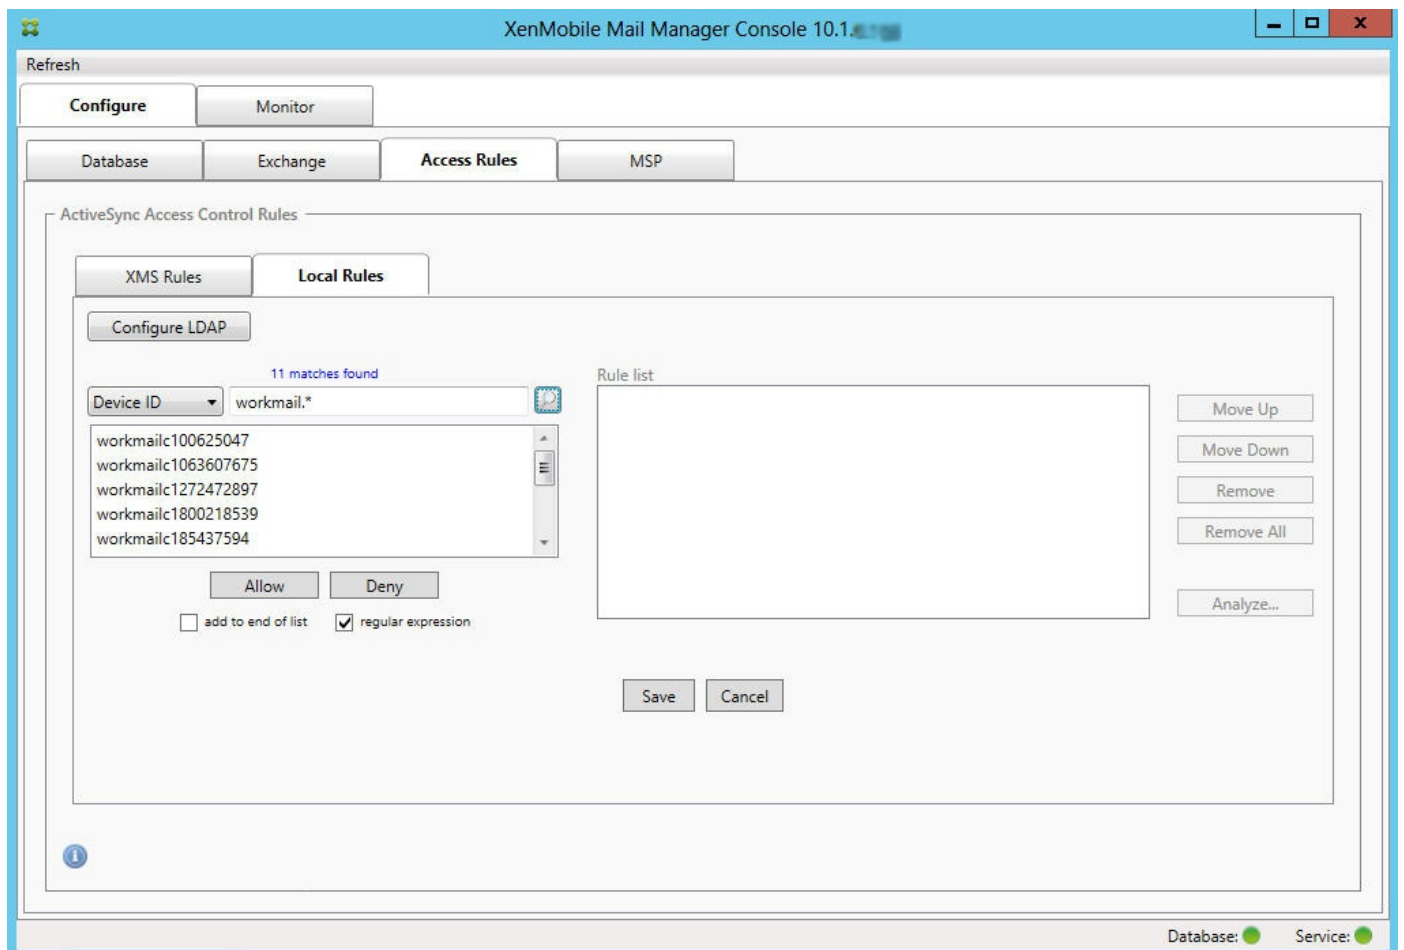 XenMobile Mail Manager Console 10.1.
Refresh
Configure Monitor
Database Exchange Access Rules MSP
ActiveSync Access Control Rules
XMS Rules Local Rules
Configure LDAP
11 matches found
Rule list
Device ID workmail.*
workmailc100625047
workmailc1063607675
workmailc1272472897
workmailc1800218539
workmailc185437594
Allow Deny
add to end of list regular expression
Move Up
Move Down
Remove
Remove All
Analyze...
Save Cancel
Database: Service: